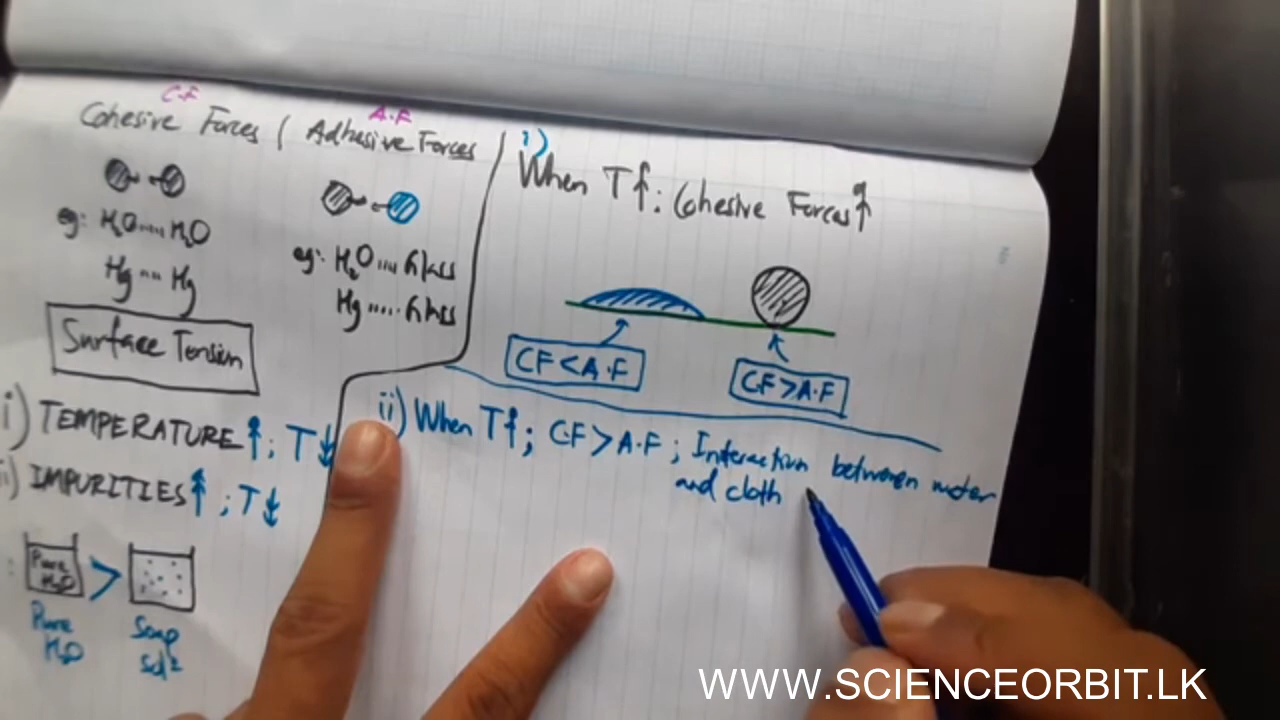 C.F
A.F
Cohesive Forces / Adhesive Forces
eg: H2O....H2O
Hg ... Hg
eg: H2O .... Glass
Hg ..... Glass
Surface Tension
i) TEMPERATURE ↑ ; T ↓
ii) IMPURITIES ↑ ; T ↓
Pure
H2O
>
Pure
H2O
Soap
Sol
i)
When T↑ : Cohesive Forces ↑
CF < A.F
C.F > A.F
ii) When T↑ ; C.F > A.F ; Interaction between water
and cloth
WWW.SCIENCEORBIT.LK